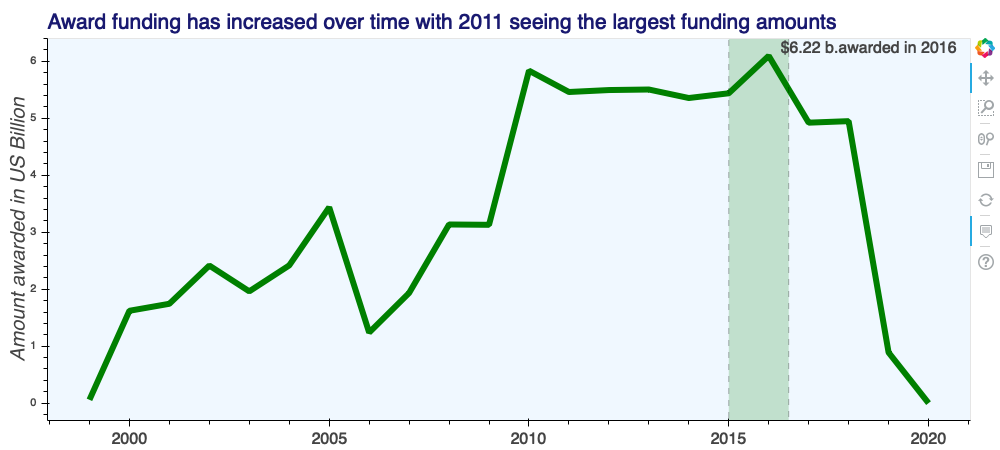 Award funding has increased over time with 2011 seeing the largest funding amounts
$6.22 b.awarded in 2016
Amount awarded in US Billion
6
5
4
3
2
1
0
2000 2005 2010 2015 2020